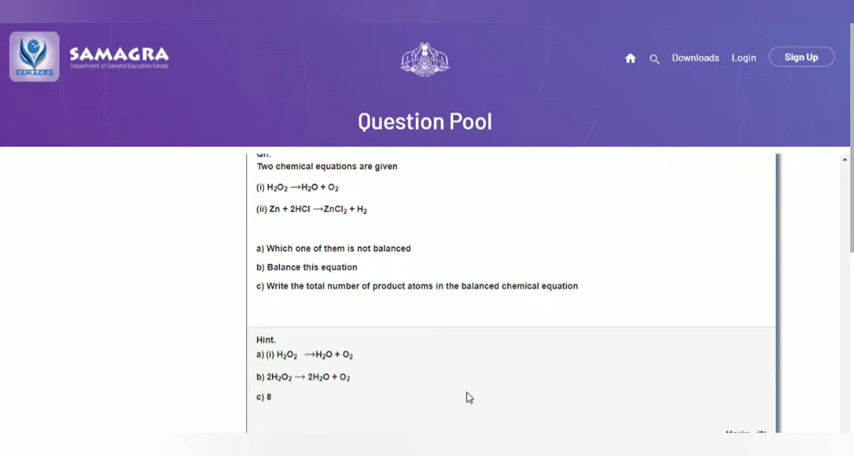 SAMAGRA
Department of General Education Kerala
SAMAGRA
Downloads
Login
Sign Up
Question Pool
Qn.
Two chemical equations are given
(i) H₂O₂ →H₂O + O₂
(ii) Zn + 2HCl →ZnCl₂ + H₂
a) Which one of them is not balanced
b) Balance this equation
c) Write the total number of product atoms in the balanced chemical equation
Hint.
a) (i) H₂O₂ →H₂O + O₂
b) 2H₂O₂ → 2H₂O + O₂
c) 8